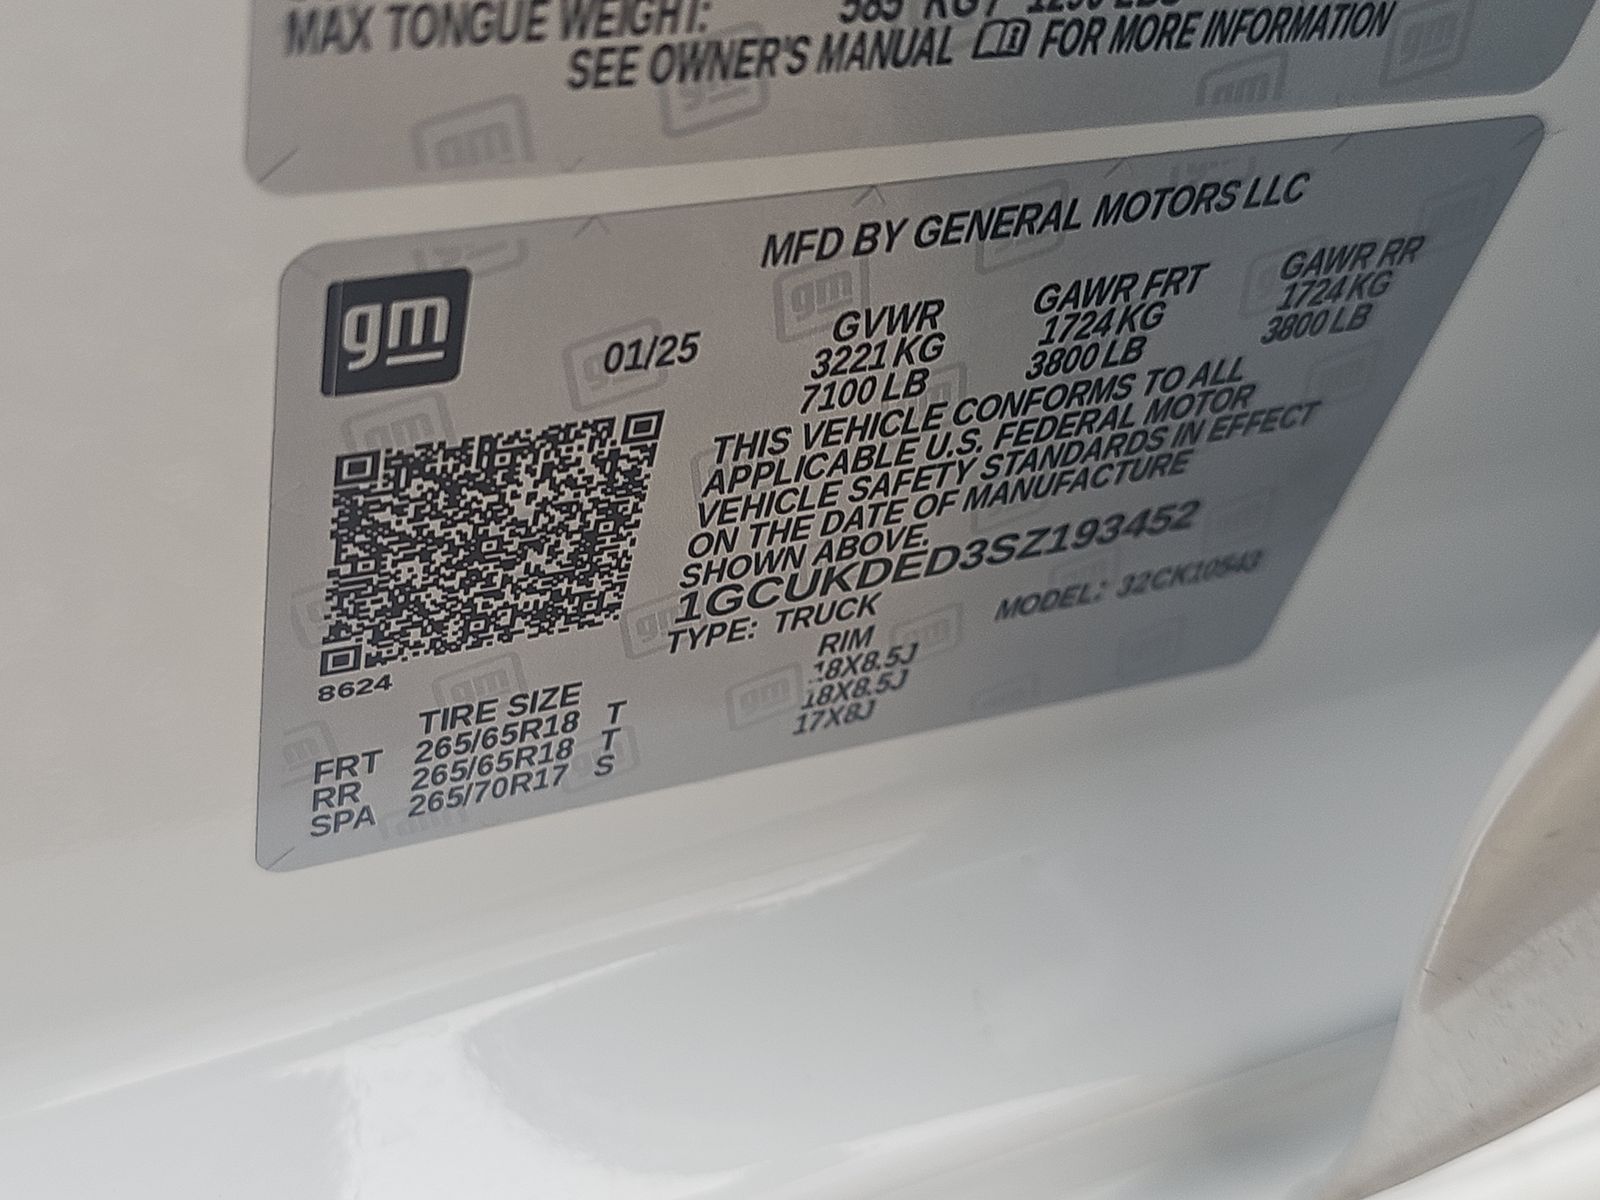 MAX TONGUE WEIGHT:
SEE OWNER'S MANUAL FOR MORE INFORMATION
gm
MFD BY GENERAL MOTORS LLC
01/25
GVWR GAWR FRT GAWR RR
3221 KG 1724 KG 1724 KG
7100 LB 3800 LB 3800 LB
THIS VEHICLE CONFORMS TO ALL
APPLICABLE U.S. FEDERAL MOTOR
VEHICLE SAFETY STANDARDS IN EFFECT
ON THE DATE OF MANUFACTURE
SHOWN ABOVE.
1GCUKDED3SZ193452
TYPE: TRUCK MODEL: 32CK10543
8624
TIRE SIZE RIM
FRT 265/65R18 T 18X8.5J
RR 265/65R18 T 18X8.5J
SPA 265/70R17 S 17X8J